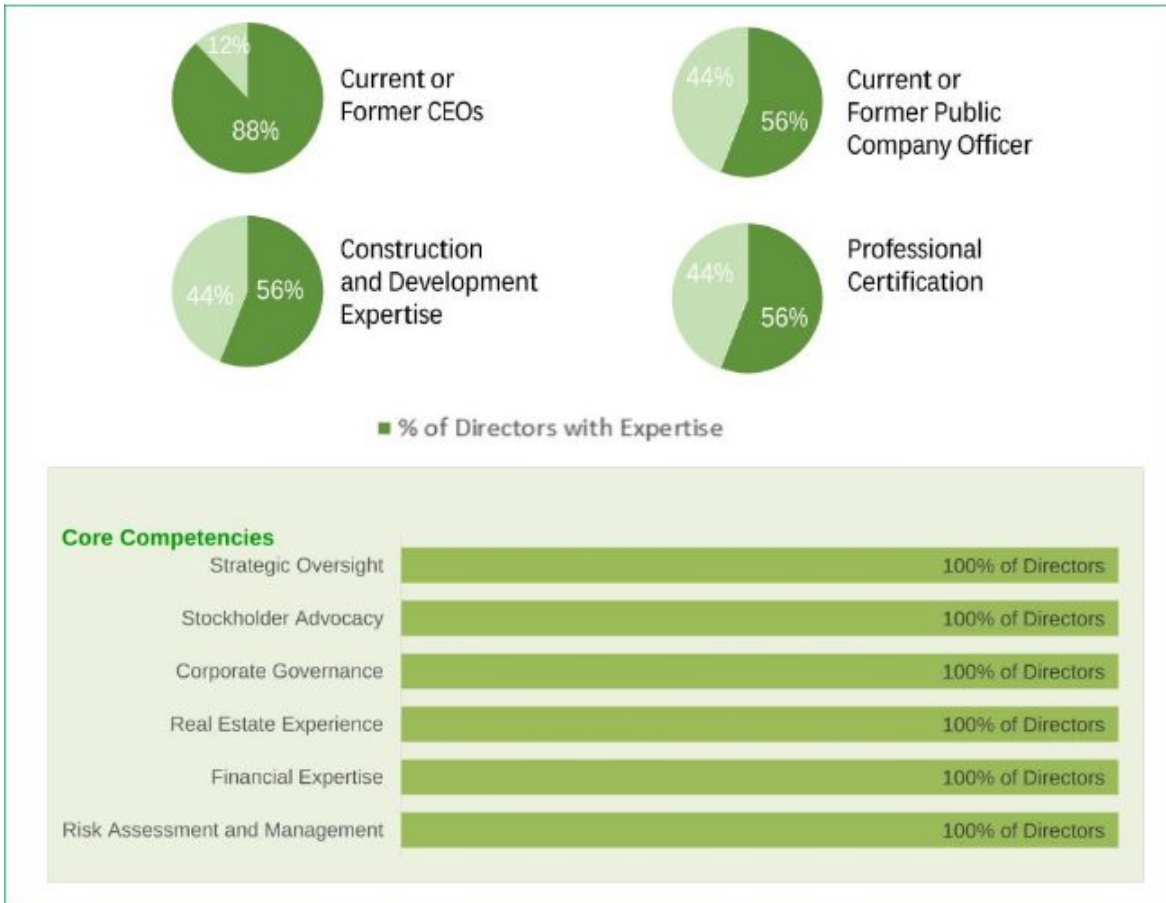 12%
88%
Current or
Former CEOs
44%
56%
Current or
Former Public
Company Officer
44%
56%
Construction
and Development
Expertise
44%
56%
Professional
Certification
% of Directors with Expertise
Core Competencies
Strategic Oversight 100% of Directors
Stockholder Advocacy 100% of Directors
Corporate Governance 100% of Directors
Real Estate Experience 100% of Directors
Financial Expertise 100% of Directors
Risk Assessment and Management 100% of Directors